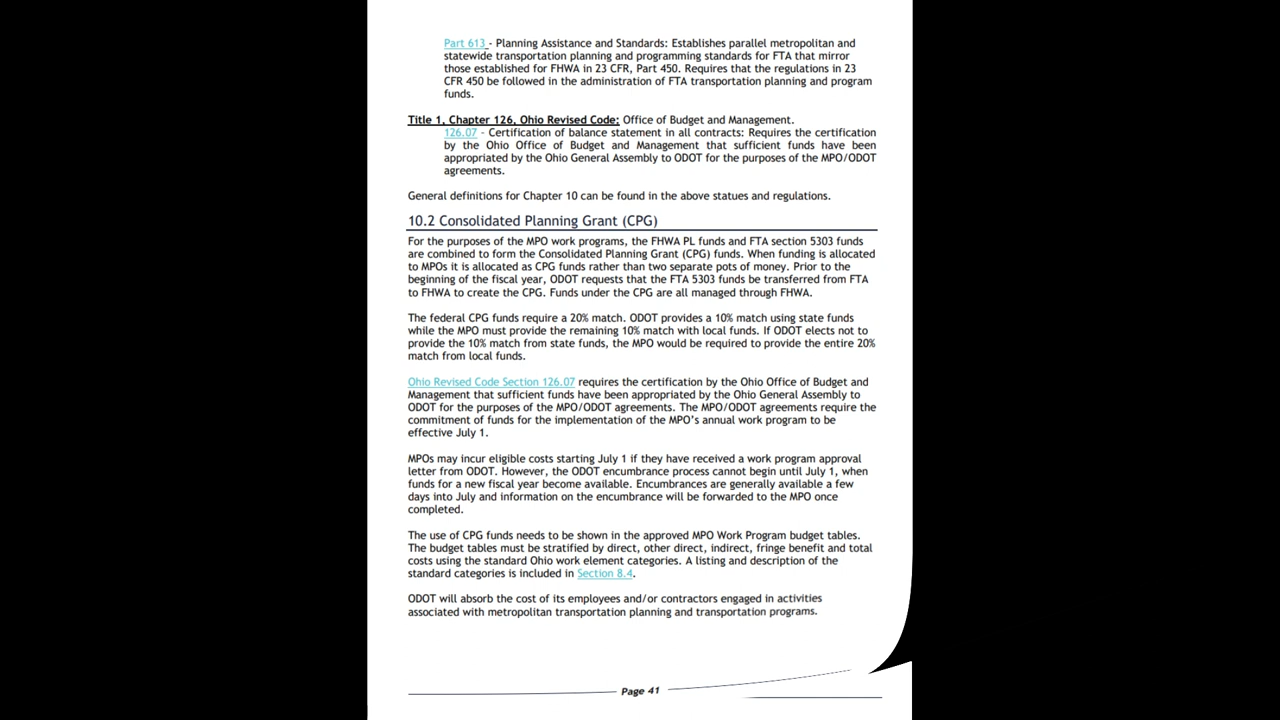 Part 613 - Planning Assistance and Standards: Establishes parallel metropolitan and
statewide transportation planning and programming standards for FTA that mirror
those established for FHWA in 23 CFR, Part 450. Requires that the regulations in 23
CFR 450 be followed in the administration of FTA transportation planning and program
funds.
Title 1, Chapter 126, Ohio Revised Code: Office of Budget and Management.
126.07 - Certification of balance statement in all contracts: Requires the certification
by the Ohio Office of Budget and Management that sufficient funds have been
appropriated by the Ohio General Assembly to ODOT for the purposes of the MPO/ODOT
agreements.
General definitions for Chapter 10 can be found in the above statues and regulations.
10.2 Consolidated Planning Grant (CPG)
For the purposes of the MPO work programs, the FHWA PL funds and FTA section 5303 funds
are combined to form the Consolidated Planning Grant (CPG) funds. When funding is allocated
to MPOs it is allocated as CPG funds rather than two separate pots of money. Prior to the
beginning of the fiscal year, ODOT requests that the FTA 5303 funds be transferred from FTA
to FHWA to create the CPG. Funds under the CPG are all managed through FHWA.
The federal CPG funds require a 20% match. ODOT provides a 10% match using state funds
while the MPO must provide the remaining 10% match with local funds. If ODOT elects not to
provide the 10% match from state funds, the MPO would be required to provide the entire 20%
match from local funds.
Ohio Revised Code Section 126.07 requires the certification by the Ohio Office of Budget and
Management that sufficient funds have been appropriated by the Ohio General Assembly to
ODOT for the purposes of the MPO/ODOT agreements. The MPO/ODOT agreements require the
commitment of funds for the implementation of the MPO's annual work program to be
effective July 1.
MPOs may incur eligible costs starting July 1 if they have received a work program approval
letter from ODOT. However, the ODOT encumbrance process cannot begin until July 1, when
funds for a new fiscal year become available. Encumbrances are generally available a few
days into July and information on the encumbrance will be forwarded to the MPO once
completed.
The use of CPG funds needs to be shown in the approved MPO Work Program budget tables.
The budget tables must be stratified by direct, other direct, indirect, fringe benefit and total
costs using the standard Ohio work element categories. A listing and description of the
standard categories is included in Section 8.4.
ODOT will absorb the cost of its employees and/or contractors engaged in activities
associated with metropolitan transportation planning and transportation programs.
Page 41